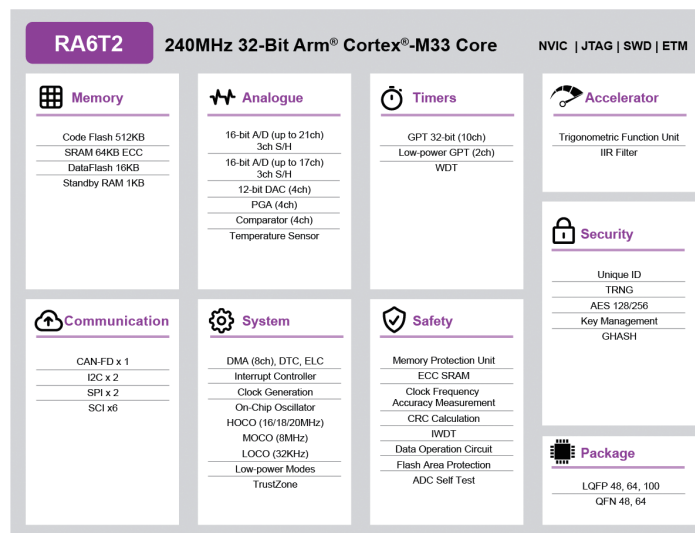 RA6T2
240MHz 32-Bit Arm® Cortex®-M33 Core
NVIC | JTAG | SWD | ETM
Memory
Code Flash 512KB
SRAM 64KB ECC
DataFlash 16KB
Standby RAM 1KB
Analogue
16-bit A/D (up to 21ch)
3ch S/H
16-bit A/D (up to 17ch)
3ch S/H
12-bit DAC (4ch)
PGA (4ch)
Comparator (4ch)
Temperature Sensor
Timers
GPT 32-bit (10ch)
Low-power GPT (2ch)
WDT
Accelerator
Trigonometric Function Unit
IIR Filter
Security
Unique ID
TRNG
AES 128/256
Key Management
GHASH
Communication
CAN-FD x 1
I2C x 2
SPI x 2
SCI x6
System
DMA (8ch), DTC, ELC
Interrupt Controller
Clock Generation
On-Chip Oscillator
HOCO (16/18/20MHz)
MOCO (8MHz)
LOCO (32KHz)
Low-power Modes
TrustZone
Safety
Memory Protection Unit
ECC SRAM
Clock Frequency
Accuracy Measurement
CRC Calculation
IWDT
Data Operation Circuit
Flash Area Protection
ADC Self Test
Package
LQFP 48, 64, 100
QFN 48, 64